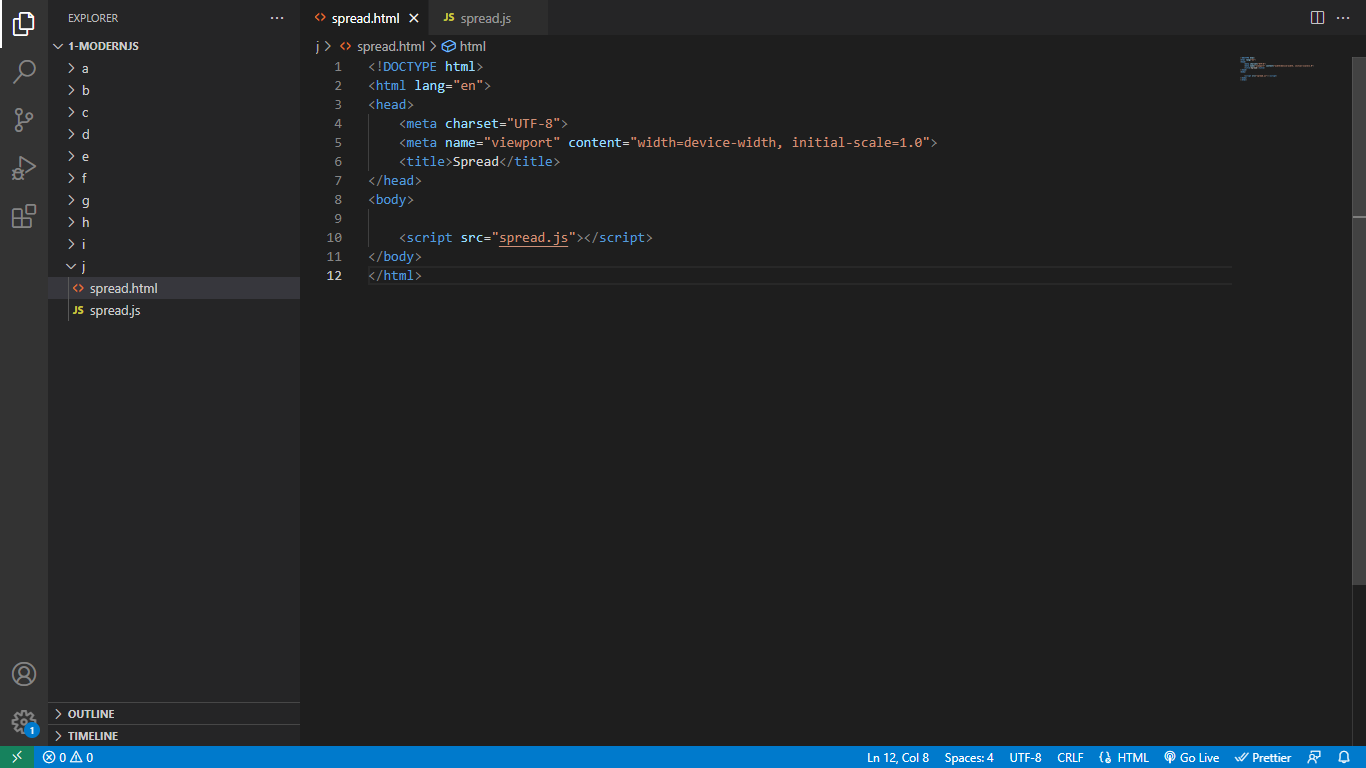 EXPLORER
1-MODERNJS
a
b
c
d
e
f
g
h
i
j
spread.html
JS spread.js
OUTLINE
TIMELINE
spread.html
JS spread.js
j > spread.html > html
1 <!DOCTYPE html>
2 <html lang="en">
3 <head>
4 <meta charset="UTF-8">
5 <meta name="viewport" content="width=device-width, initial-scale=1.0">
6 <title>Spread</title>
7 </head>
8 <body>
9
10 <script src="spread.js"></script>
11 </body>
12 </html>
1
0 0 Ln 12, Col 8 Spaces: 4 UTF-8 CRLF HTML Go Live Prettier